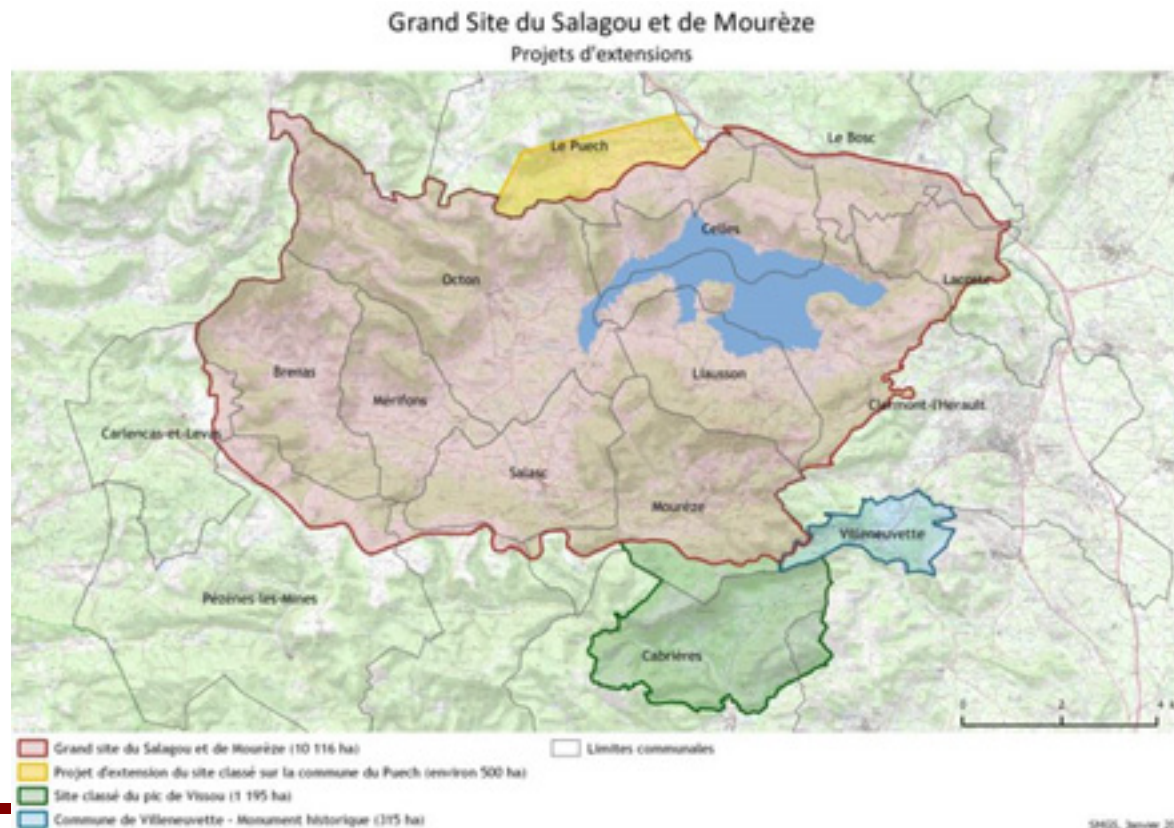 Grand Site du Salagou et de Mourèze
Projets d'extensions
Le Puech
Le Bosc
Celles
Octon
Lacoste
Brenas
Liausson
Mérifons
Clermont-l'Hérault
Carlencas-et-Levas
Salasc
Mourèze
Villeneuvette
Pézènes-les-Mines
Cabrières
0 2 4
Grand site du Salagou et de Mourèze (10 116 ha)
Limites communales
Projet d'extension du site classé sur la commune du Puech (environ 500 ha)
Site classé du pic de Vissou (1 195 ha)
Commune de Villeneuvette - Monument historique (315 ha)
SMGS, Janvier